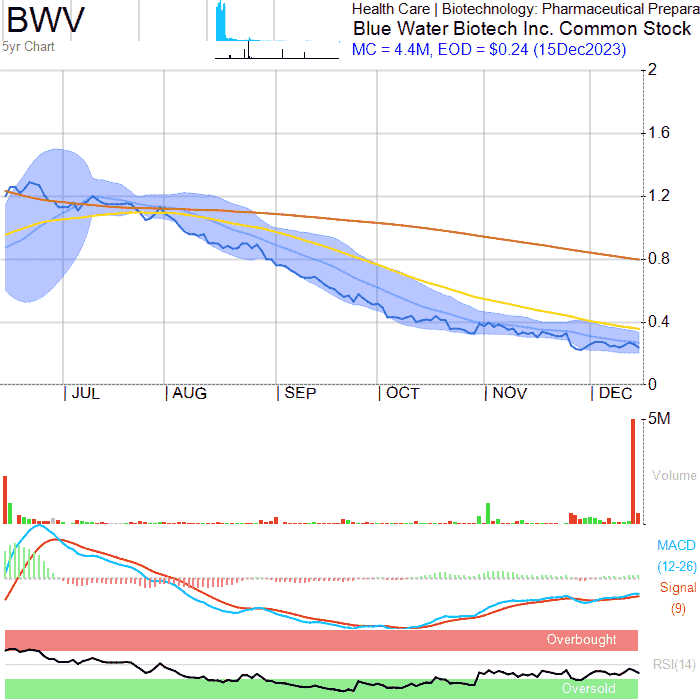 BWV
5yr Chart
Health Care | Biotechnology: Pharmaceutical Prepara
Blue Water Biotech Inc. Common Stock
MC = 4.4M, EOD = $0.24 (15Dec2023)
2
1.6
1.2
0.8
0.4
0
JUL AUG SEP OCT NOV DEC
5M
Volume
MACD
(12-26)
Signal
(9)
Overbought
RSI(14)
Oversold